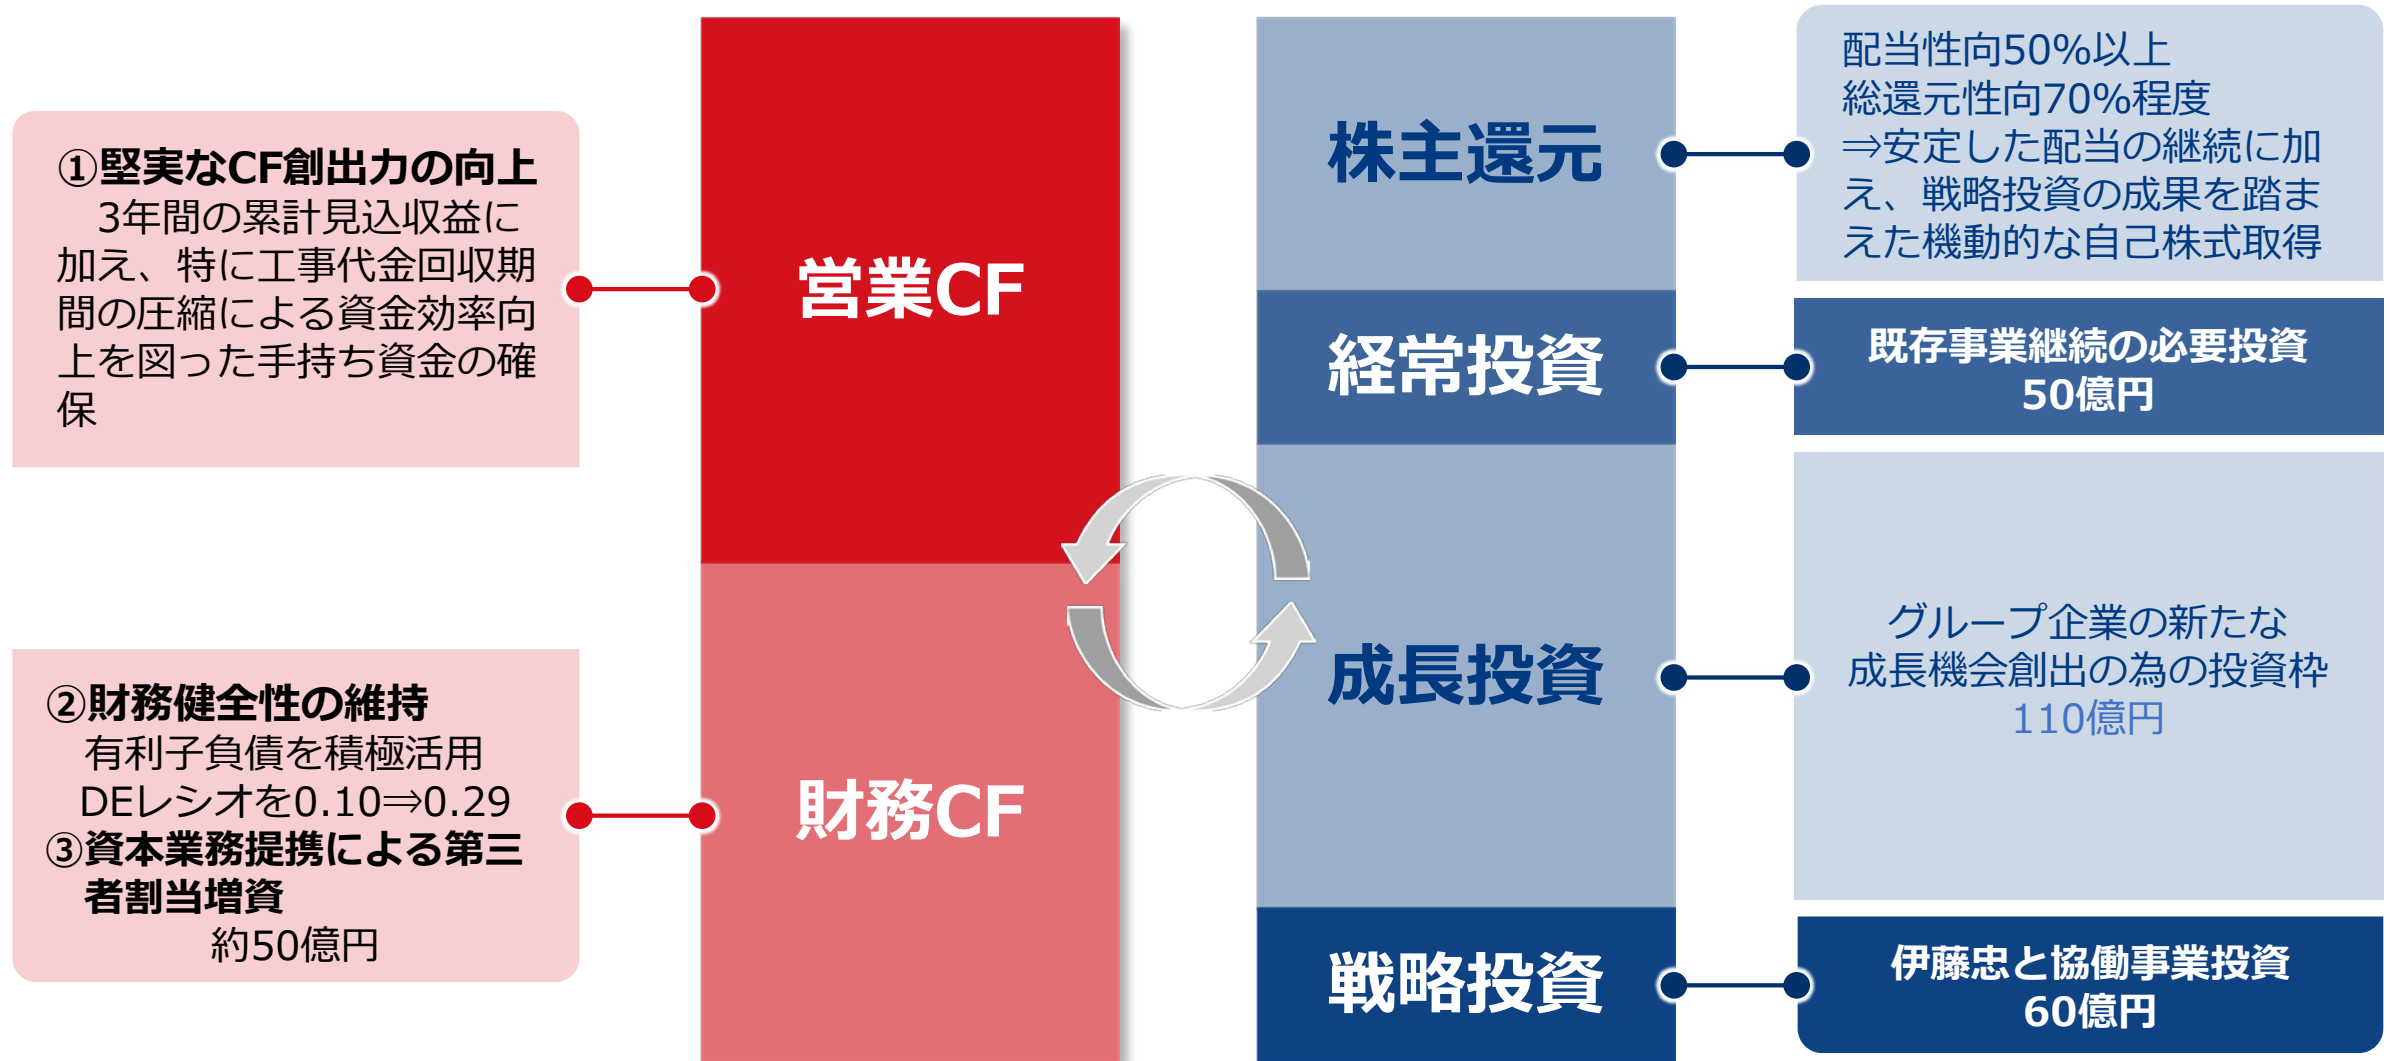 ①堅実なCF創出力の向上
3年間の累計見込収益に
加え、特に工事代金回収期
間の圧縮による資金効率向
上を図った手持ち資金の確
保
②財務健全性の維持
有利子負債を積極活用
DEレシオを0.10⇒0.29
③資本業務提携による第三
者割当増資
約50億円
営業CF
財務CF
株主還元
経常投資
成長投資
戦略投資
配当性向50%以上
総還元性向70%程度
⇒安定した配当の継続に加
え、戦略投資の成果を踏ま
えた機動的な自己株式取得
既存事業継続の必要投資
50億円
グループ企業の新たな
成長機会創出の為の投資枠
110億円
伊藤忠と協働事業投資
60億円